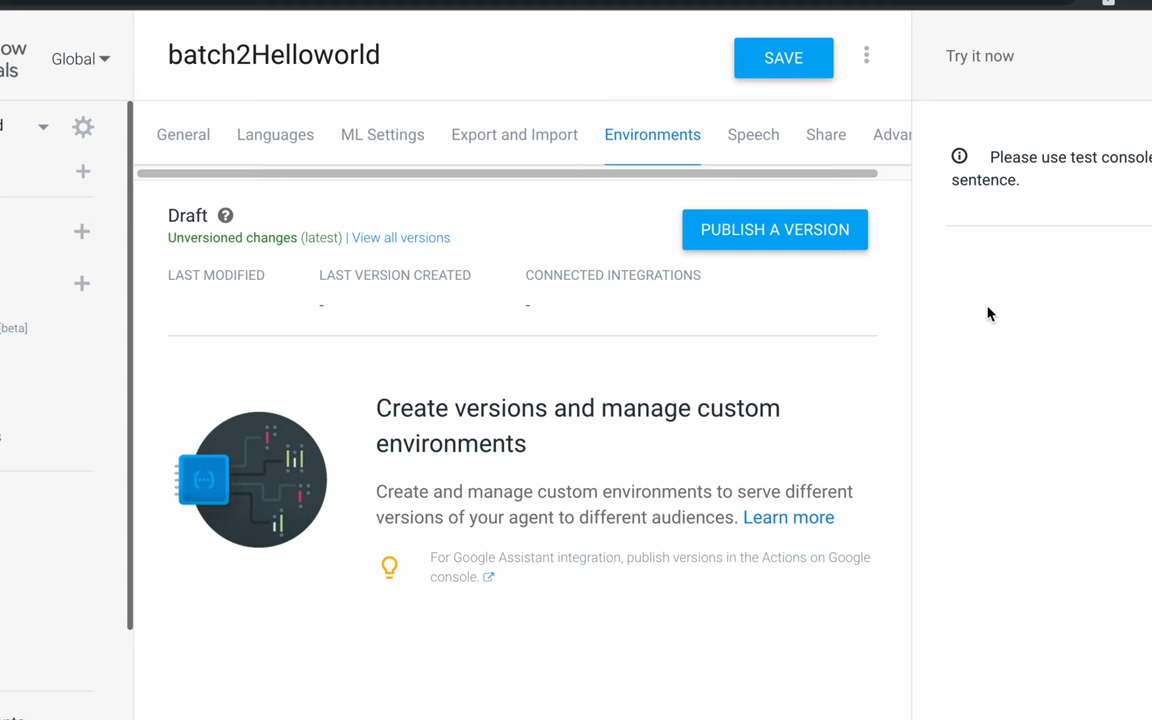 ow
als
Global
d
[beta]
s
batch2Helloworld
SAVE
General Languages ML Settings Export and Import Environments Speech Share Advar
Draft
Unversioned changes (latest) | View all versions
PUBLISH A VERSION
LAST MODIFIED LAST VERSION CREATED CONNECTED INTEGRATIONS
- -
Create versions and manage custom
environments
Create and manage custom environments to serve different
versions of your agent to different audiences. Learn more
For Google Assistant integration, publish versions in the Actions on Google
console.
Try it now
Please use test console
sentence.